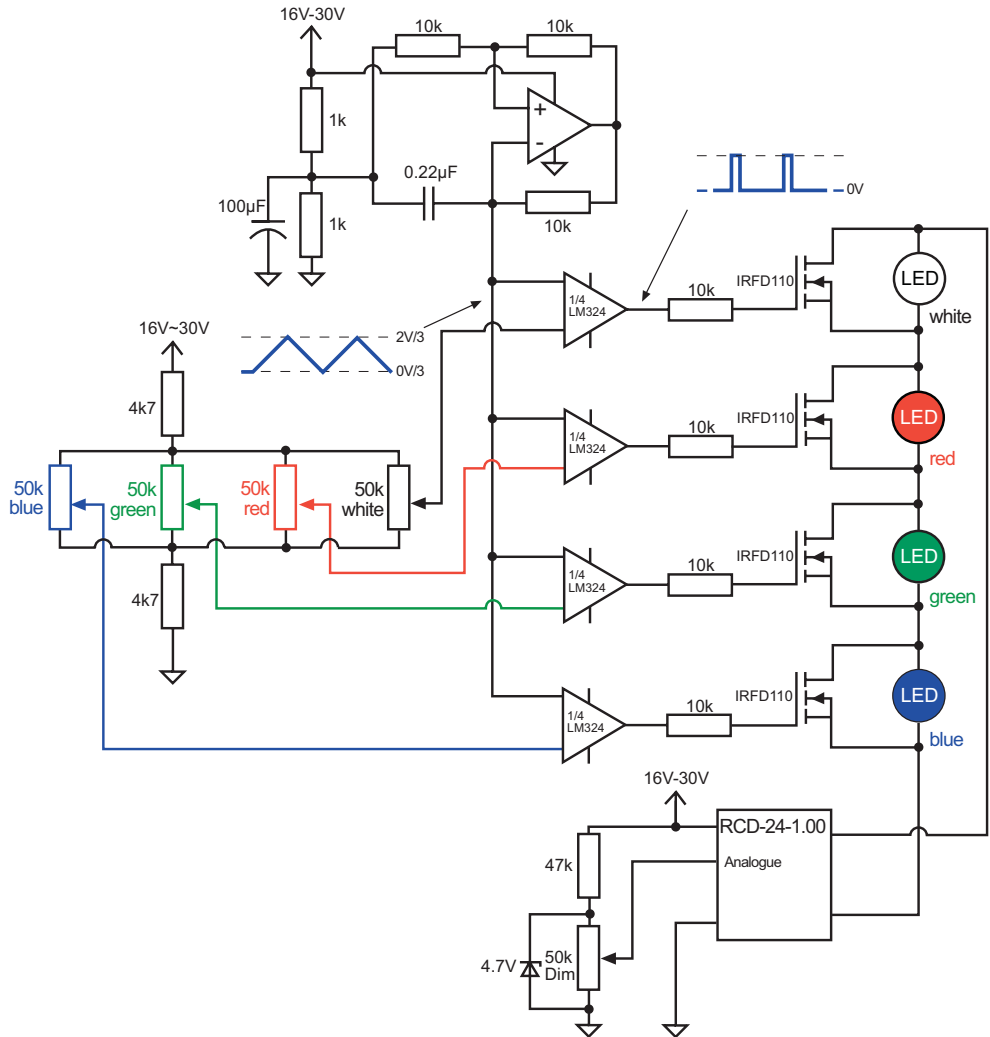 16V-30V
10k
10k
1k
+
-
0.22µF
100µF
1k
10k
0V
10k
IRFD110
LED
white
1/4
LM324
16V~30V
2V/3
0V/3
4k7
10k
IRFD110
LED
red
1/4
LM324
50k
blue
50k
green
50k
red
50k
white
10k
IRFD110
LED
green
1/4
LM324
4k7
10k
IRFD110
LED
blue
1/4
LM324
16V-30V
RCD-24-1.00
47k
Analogue
4.7V
50k
Dim